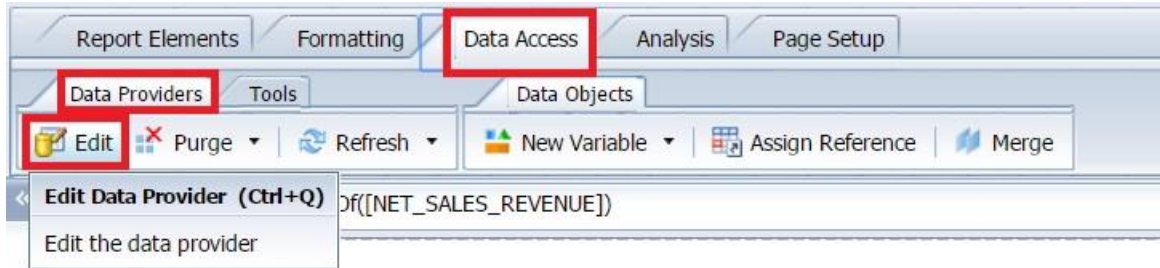 Report Elements Formatting Data Access Analysis Page Setup
Data Providers Tools Data Objects
Edit Purge Refresh New Variable Assign Reference Merge
Edit Data Provider (Ctrl+Q) Of([NET_SALES_REVENUE])
Edit the data provider